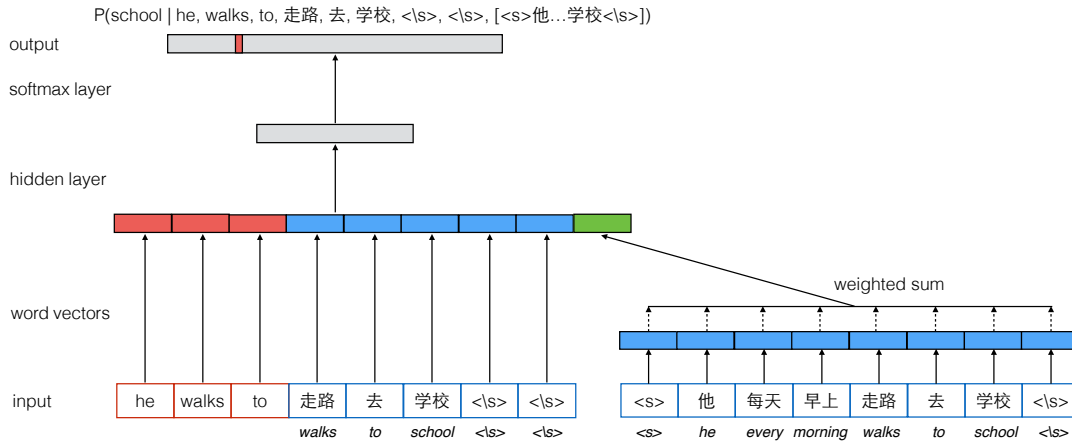 P(school | he, walks, to, 走路, 去, 学校, <\s>, <\s>, [<s>他…学校<\s>])
output
softmax layer
hidden layer
weighted sum
word vectors
input he walks to 走路 去 学校 <\s> <\s> <s> 他 每天 早上 走路 去 学校 <\s>
walks to school <\s> <\s> <s> he every morning walks to school <\s>